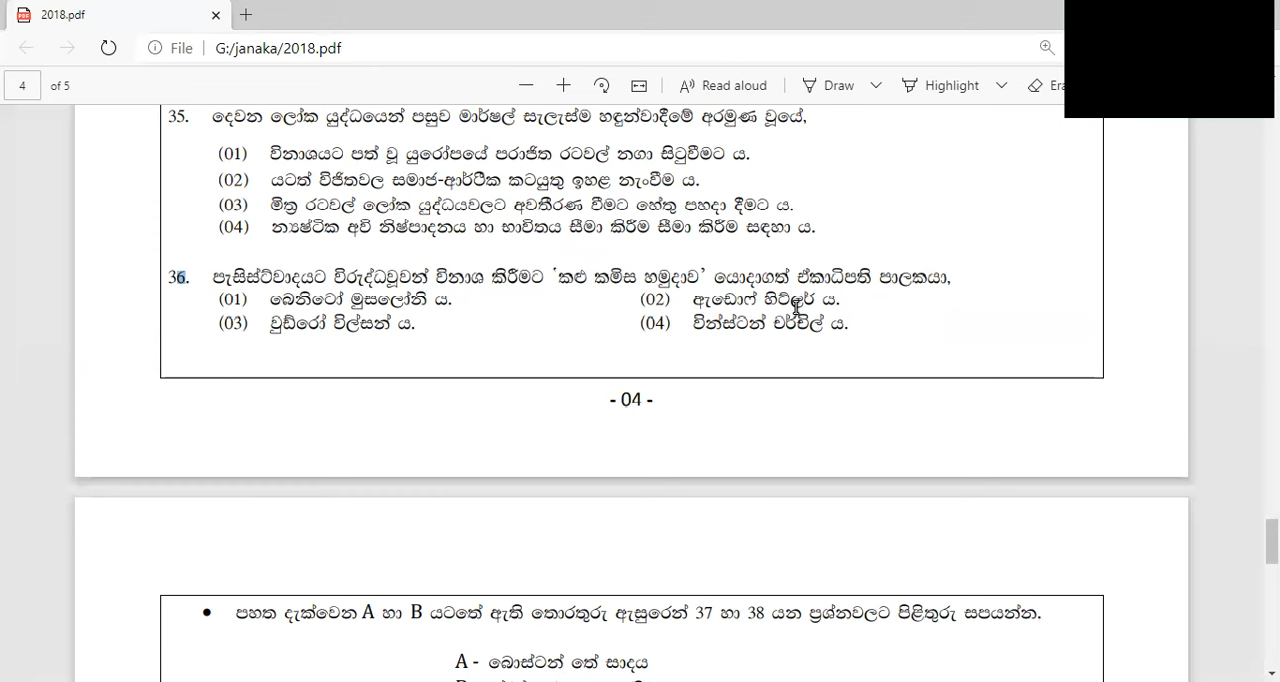 2018.pdf
File
G:/janaka/2018.pdf
4 of 5
Read aloud
Draw
Highlight
35. දෙවන ලෝක යුද්ධයෙන් පසුව මාර්ෂල් සැලැස්ම හඳුන්වාදීමේ අරමුණ වූයේ,
(01) විනාශයට පත් වූ යුරෝපයේ පරාජිත රටවල් නගා සිටුවීමට ය.
(02) යටත් විජිතවල සමාජ-ආර්ථික කටයුතු ඉහළ නැංවීම ය.
(03) මිත්‍ර රටවල් ලෝක යුද්ධයවලට අවතීරණ වීමට හේතු පහදා දීමට ය.
(04) න්‍යෂ්ටික අවි නිෂ්පාදනය හා භාවිතය සීමා කිරීම සීමා කිරීම සඳහා ය.
36. පැසිස්ට්වාදයට විරුද්ධවූවන් විනාශ කිරීමට ‘කළු කමිස හමුදාව’ යොදාගත් ඒකාධිපති පාලකයා,
(01) බෙනිටෝ මුසලෝනි ය. (02) ඇඩොෆ් හිට්ලර් ය.
(03) වුඩ්රෝ විල්සන් ය. (04) වින්ස්ටන් චර්චිල් ය.
- 04 -
• පහත දැක්වෙන A හා B යටතේ ඇති තොරතුරු ඇසුරෙන් 37 හා 38 යන ප්‍රශ්නවලට පිළිතුරු සපයන්න.
A - බොස්ටන් තේ සාදය